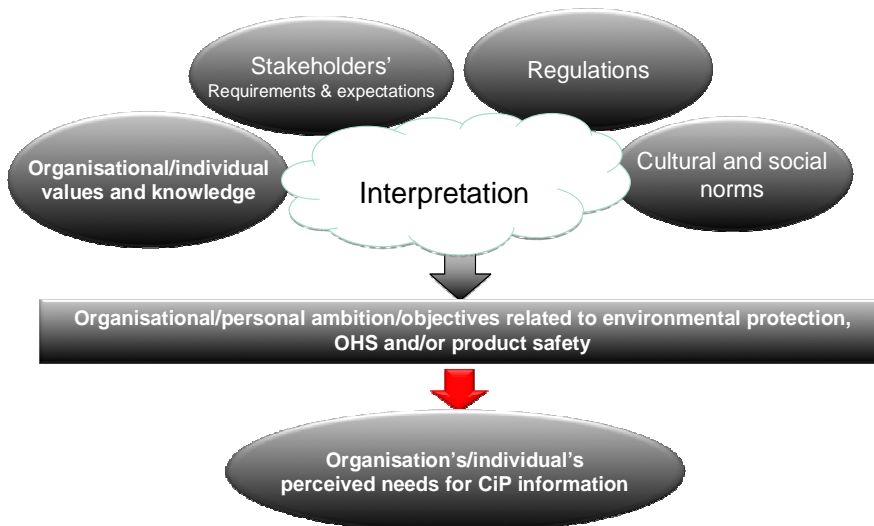 Stakeholders’
Requirements & expectations
Regulations
Organisational/individual
values and knowledge
Interpretation
Cultural and social
norms
Organisational/personal ambition/objectives related to environmental protection,
OHS and/or product safety
Organisation’s/individual’s
perceived needs for CiP information